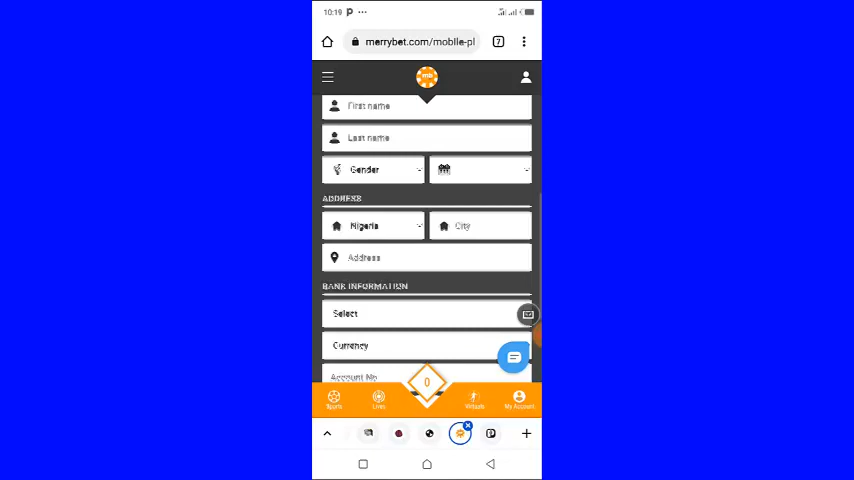 10:19 P
merrybet.com/mobile-pl
7
mb
First name
Last name
Gender
ADDRESS
Nigeria
City
Address
BANK INFORMATION
Select
Currency
Account No
0
Sports
Lives
Virtuals
My Account